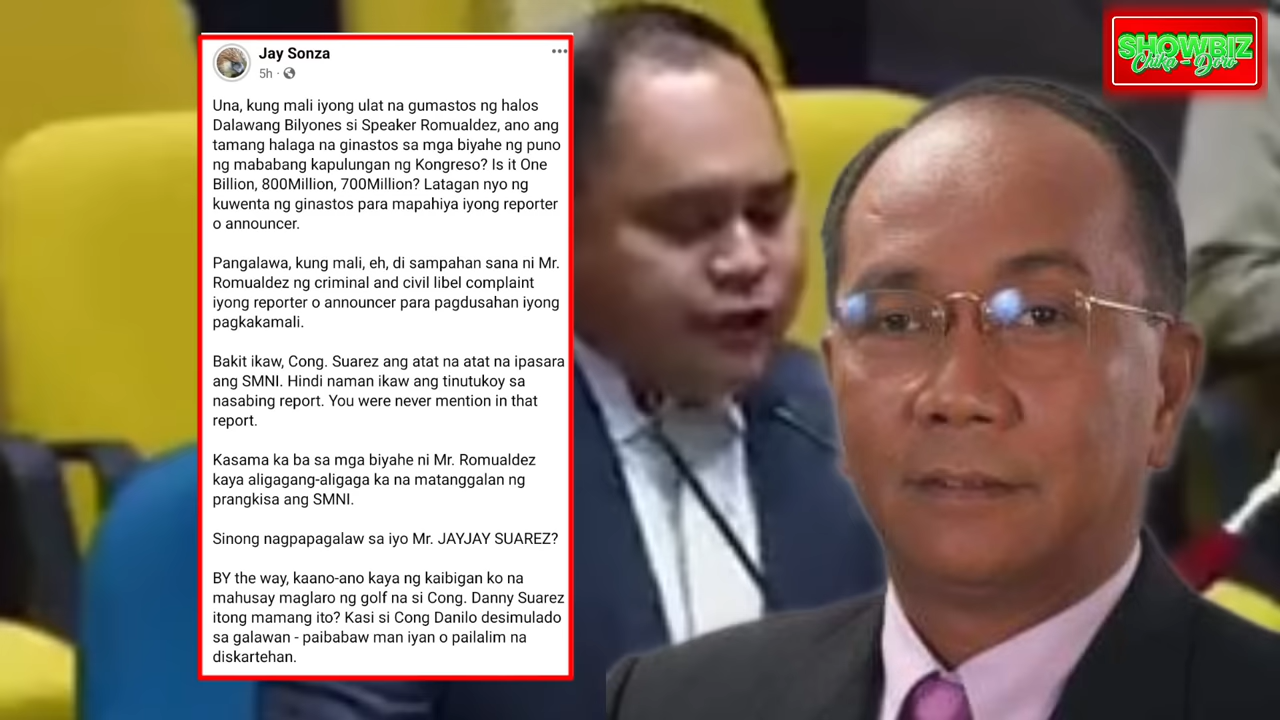 Jay Sonza
5h
Una, kung mali iyong ulat na gumastos ng halos
Dalawang Bilyones si Speaker Romualdez, ano ang
tamang halaga na ginastos sa mga biyahe ng puno
ng mababang kapulungan ng Kongreso? Is it One
Billion, 800Million, 700Million? Latagan nyo ng
kuwenta ng ginastos para mapahiya iyong reporter
o announcer.
Pangalawa, kung mali, eh, di sampahan sana ni Mr.
Romualdez ng criminal and civil libel complaint
iyong reporter o announcer para pagdusahan iyong
pagkakamali.
Bakit ikaw, Cong. Suarez ang atat na atat na ipasara
ang SMNI. Hindi naman ikaw ang tinutukoy sa
nasabing report. You were never mention in that
report.
Kasama ka ba sa mga biyahe ni Mr. Romualdez
kaya aligagang-aligaga ka na matanggalan ng
prangkisa ang SMNI.
Sinong nagpapagalaw sa iyo Mr. JAYJAY SUAREZ?
BY the way, kaano-ano kaya ng kaibigan ko na
mahusay maglaro ng golf na si Cong. Danny Suarez
itong mamang ito? Kasi si Cong Danilo desimulado
sa galawan - paibabaw man iyan o pailalim na
diskartehan.
SHOWBIZ
Chika - Doro